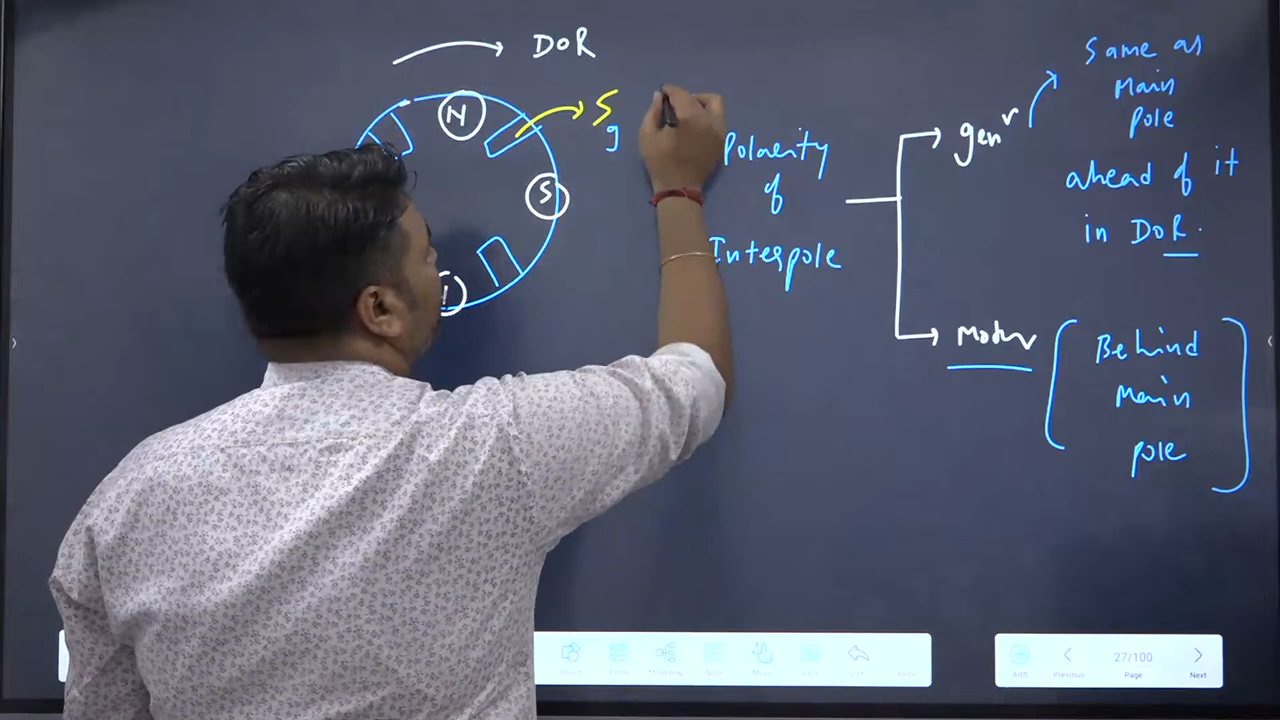 DOR
N
S
g
S
Polarity
of
Interpole
genr
Same as
Main
pole
ahead of it
in DOR.
Motor
Behind
Main
pole
27/100
Add
Previous
Page
Next